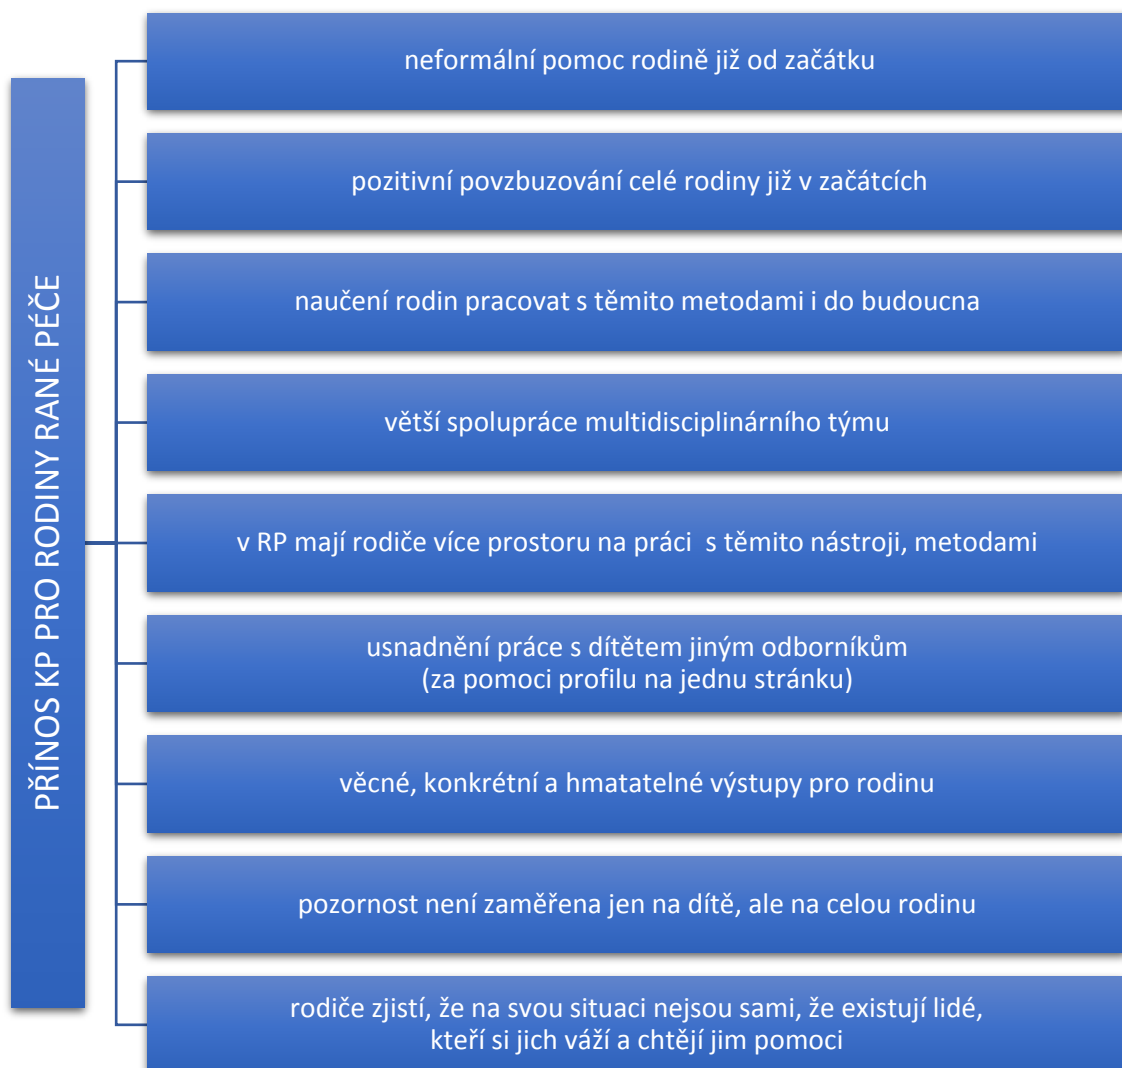 PŘÍNOS KP PRO RODINY RANÉ PÉČE
neformální pomoc rodině již od začátku
pozitivní povzbuzování celé rodiny již v začátcích
naučení rodin pracovat s těmito metodami i do budoucna
větší spolupráce multidisciplinárního týmu
v RP mají rodiče více prostoru na práci  s těmito nástroji, metodami
usnadnění práce s dítětem jiným odborníkům
(za pomoci profilu na jednu stránku)
věcné, konkrétní a hmatatelné výstupy pro rodinu
pozornost není zaměřena jen na dítě, ale na celou rodinu
rodiče zjistí, že na svou situaci nejsou sami, že existují lidé,
kteří si jich váží a chtějí jim pomoci